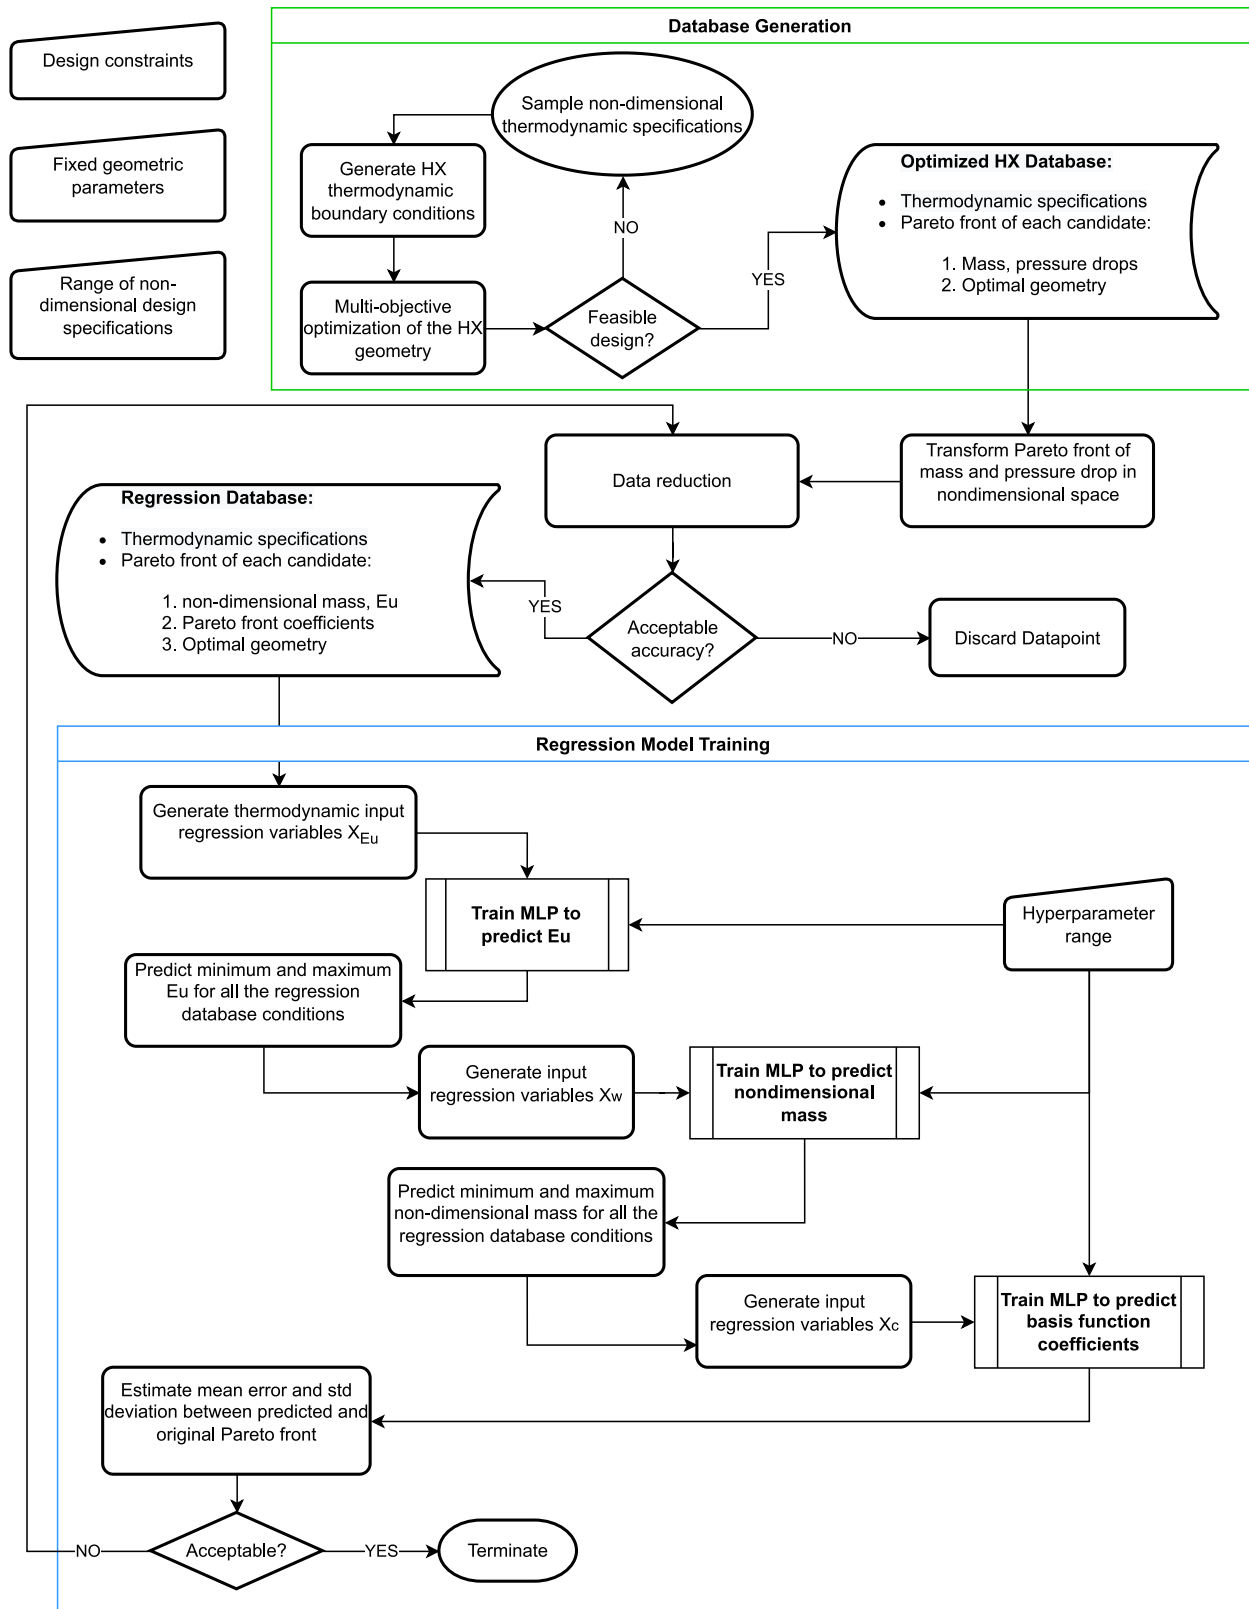 Database Generation
Design constraints
Fixed geometric
parameters
Range of non-
dimensional design
specifications
Sample non-dimensional
thermodynamic specifications
Generate HX
thermodynamic
boundary conditions
Multi-objective
optimization of the HX
geometry
Feasible
design?
NO
YES
Optimized HX Database:
• Thermodynamic specifications
• Pareto front of each candidate:
1. Mass, pressure drops
2. Optimal geometry
Transform Pareto front of
mass and pressure drop in
nondimensional space
Data reduction
Acceptable
accuracy?
YES
NO
Discard Datapoint
Regression Database:
• Thermodynamic specifications
• Pareto front of each candidate:
1. non-dimensional mass, Eu
2. Pareto front coefficients
3. Optimal geometry
Regression Model Training
Generate thermodynamic input
regression variables X_Eu
Train MLP to
predict Eu
Hyperparameter
range
Predict minimum and maximum
Eu for all the regression
database conditions
Generate input
regression variables Xw
Train MLP to predict
nondimensional
mass
Predict minimum and maximum
non-dimensional mass for all the
regression database conditions
Generate input
regression variables Xc
Train MLP to predict
basis function
coefficients
Estimate mean error and std
deviation between predicted and
original Pareto front
Acceptable?
NO
YES
Terminate